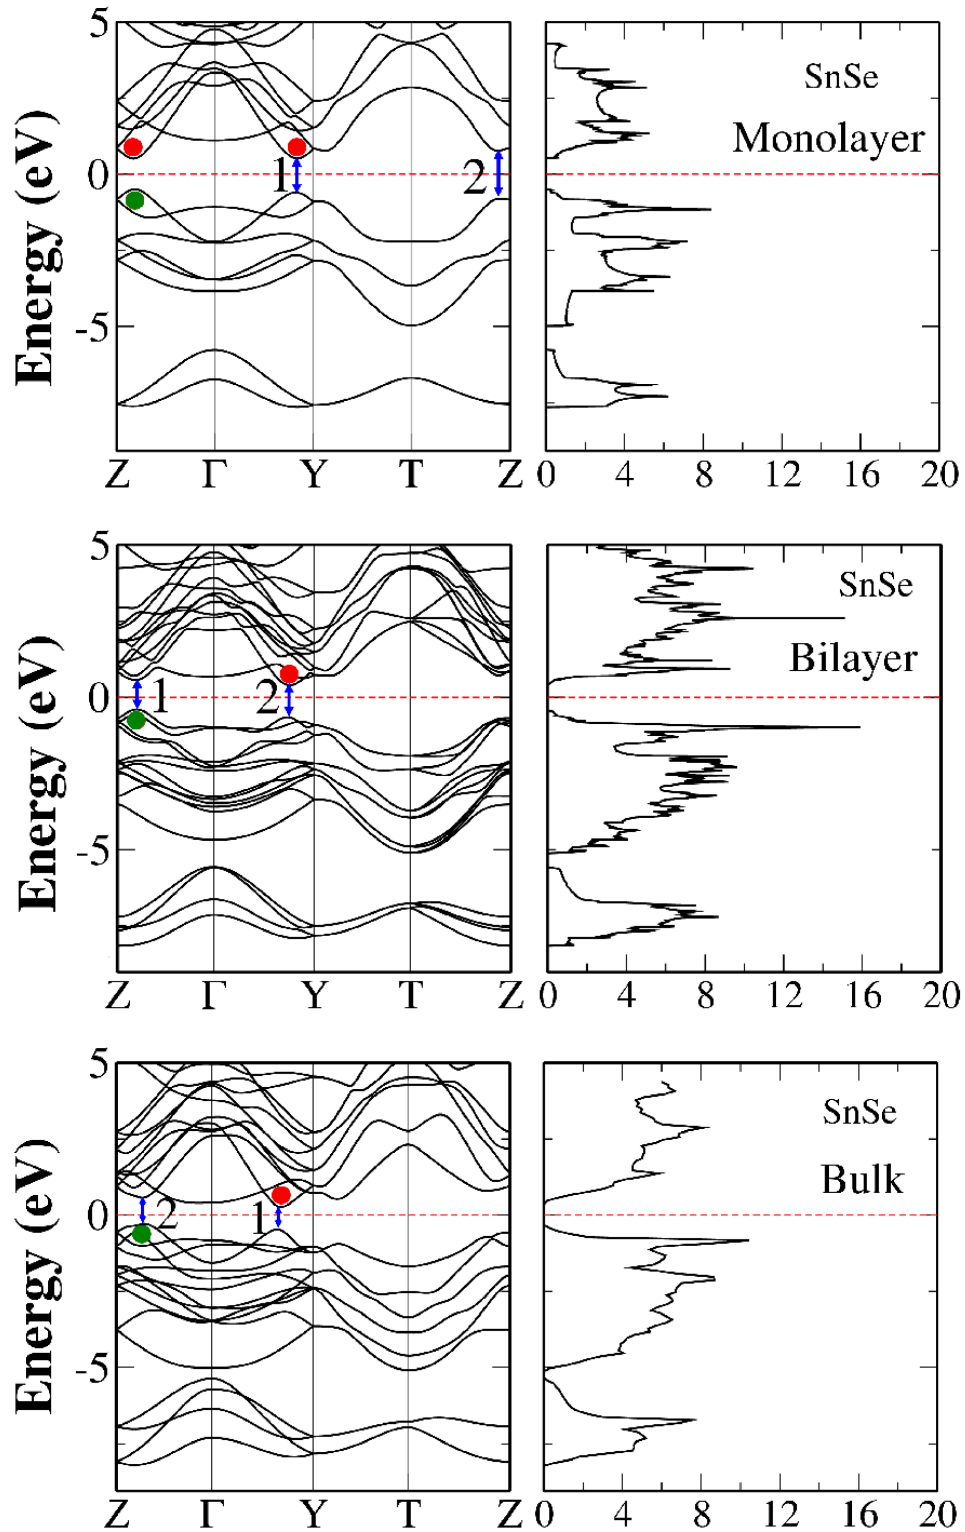 5
0
-5
Energy (eV)
1
2
Z Γ Y T Z
SnSe
Monolayer
0 4 8 12 16 20
5
0
-5
Energy (eV)
1
2
Z Γ Y T Z
SnSe
Bilayer
0 4 8 12 16 20
5
0
-5
Energy (eV)
2
1
Z Γ Y T Z
SnSe
Bulk
0 4 8 12 16 20